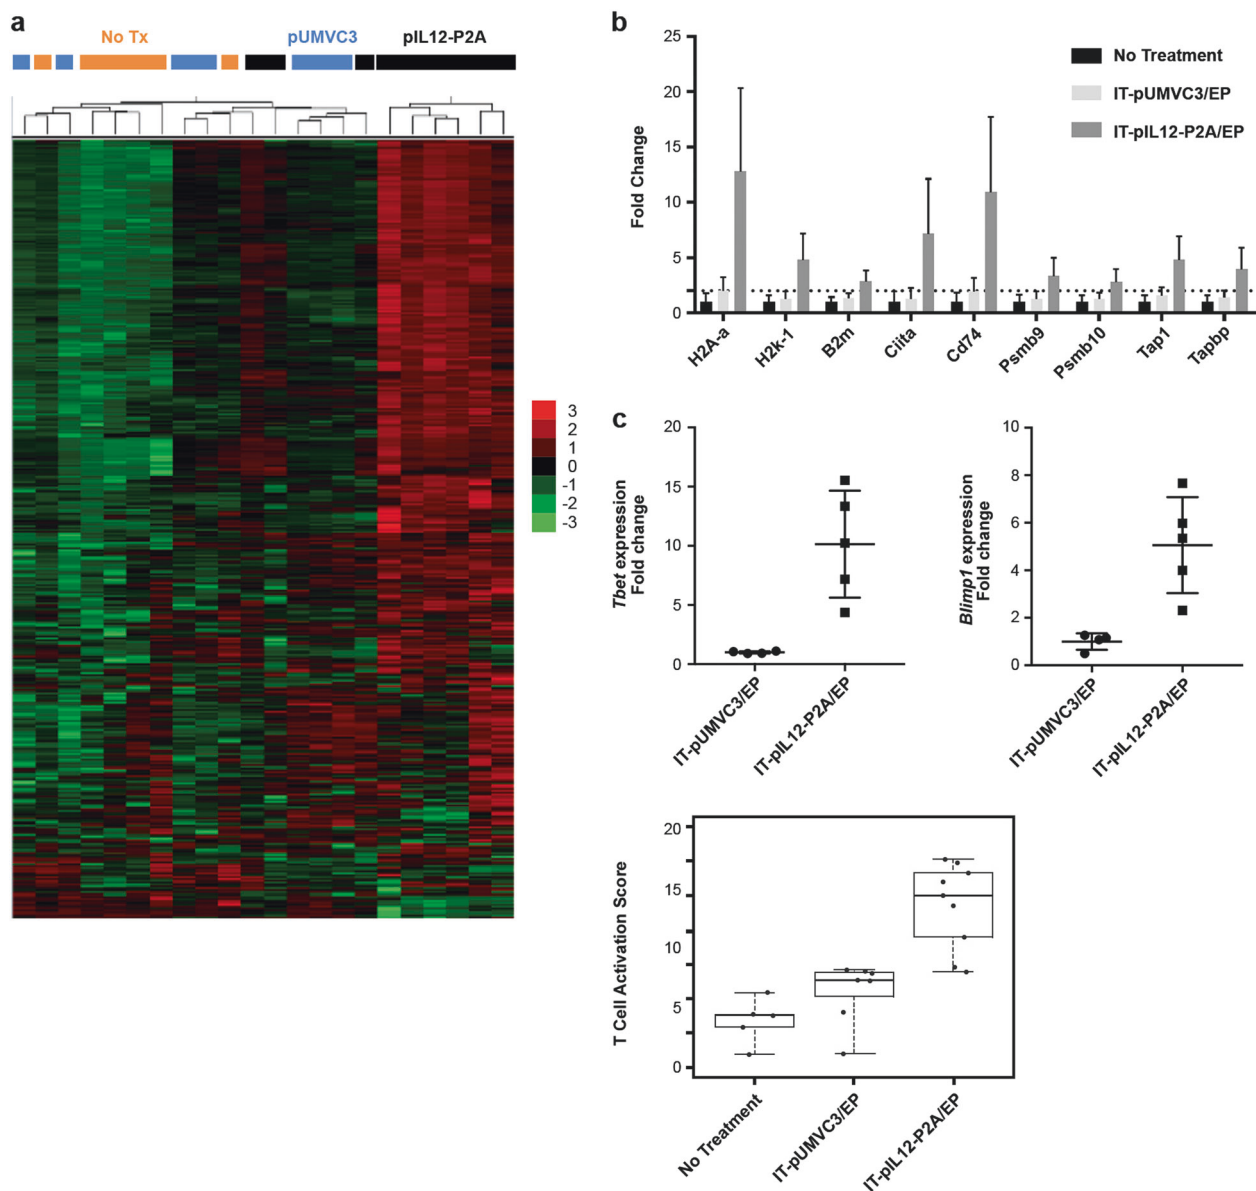 a
No Tx
pUMVC3
pIL12-P2A
3
2
1
0
-1
-2
-3
b
Fold Change
25
20
15
10
5
0
No Treatment
IT-pUMVC3/EP
IT-pIL12-P2A/EP
H2A-a
H2k-1
B2m
Ciita
Cd74
Psmb9
Psmb10
Tap1
Tapbp
c
Tbet expression
Fold change
20
15
10
5
0
IT-pUMVC3/EP
IT-pIL12-P2A/EP
Blimp1 expression
Fold change
10
8
6
4
2
0
IT-pUMVC3/EP
IT-pIL12-P2A/EP
T Cell Activation Score
20
15
10
5
0
No Treatment
IT-pUMVC3/EP
IT-pIL12-P2A/EP